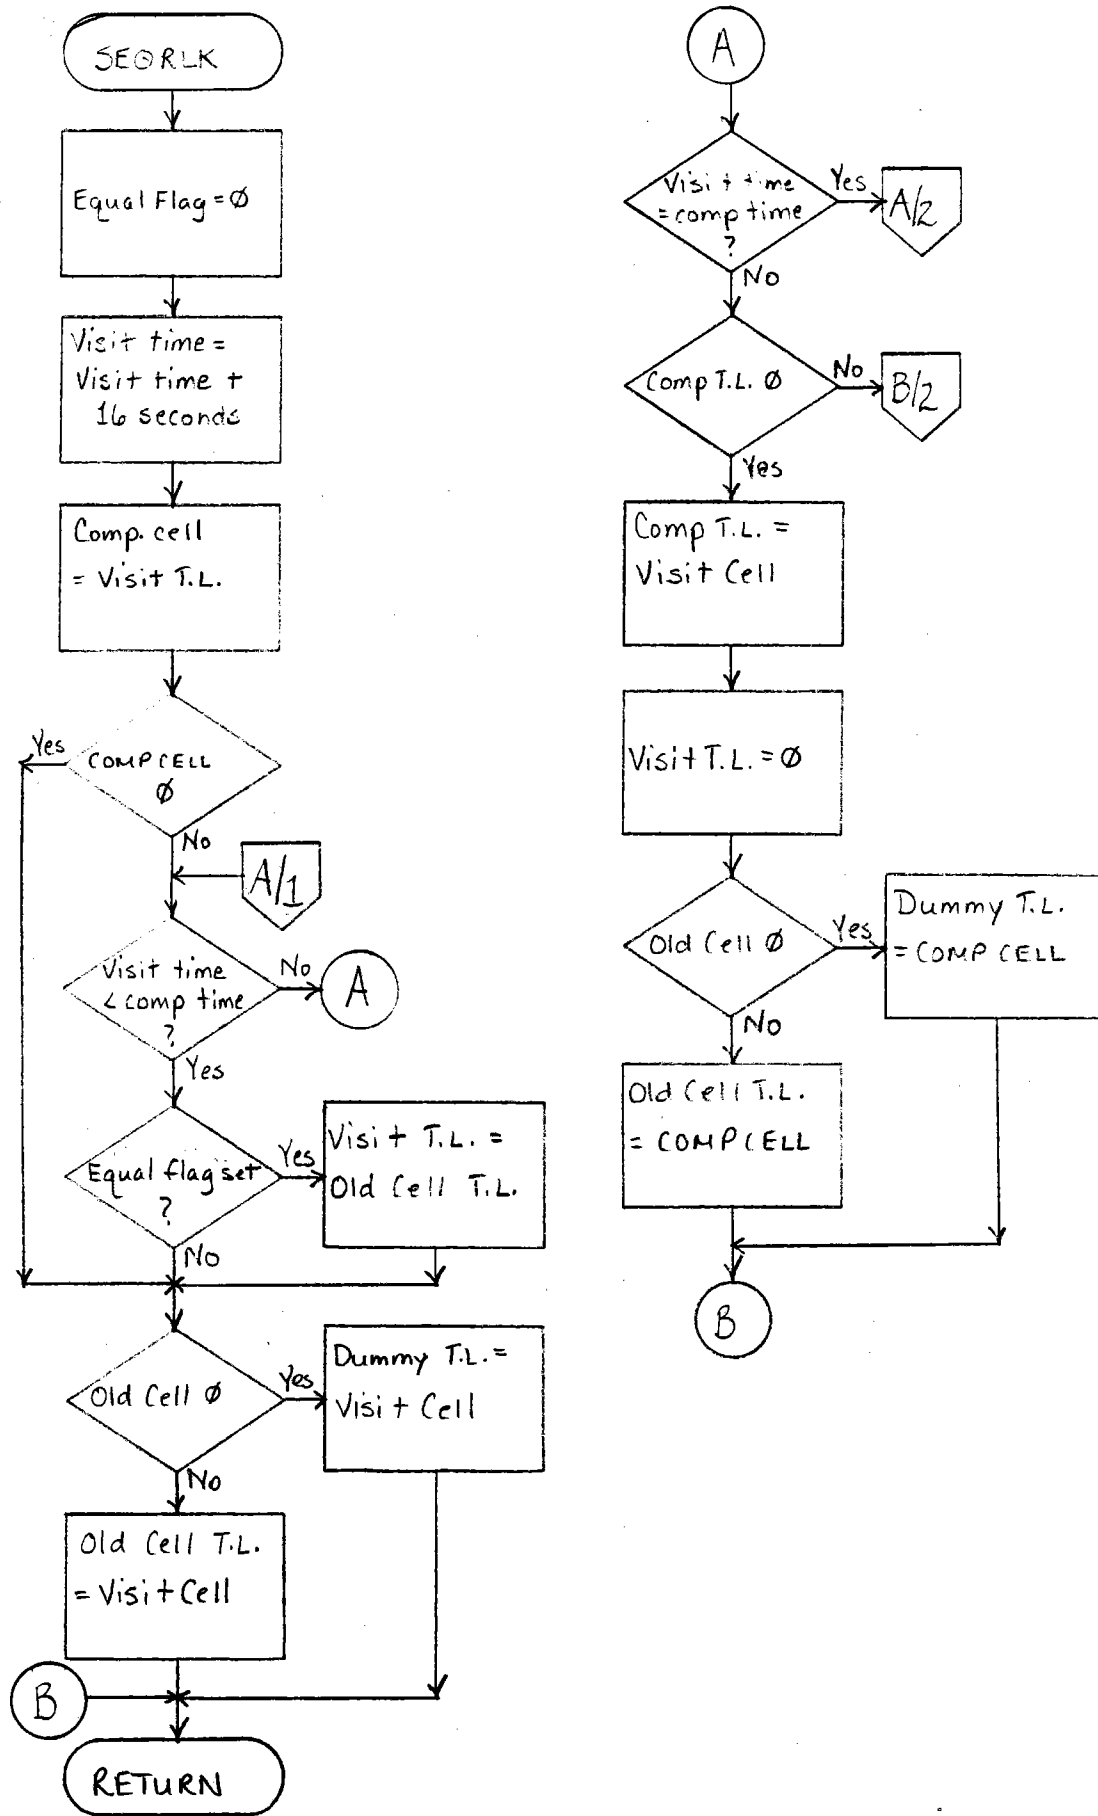 SEORLK
Equal Flag = Ø
Visit time =
Visit time +
16 seconds
Comp. cell
= Visit T.L.
Yes
COMP CELL
Ø
No
A/1
Visit time
< comp time
?
No
A
Yes
Equal flag set
?
Yes
Visit T.L. =
Old Cell T.L.
No
Old Cell Ø
Yes
Dummy T.L. =
Visit Cell
No
Old Cell T.L.
= Visit Cell
B
RETURN
A
Visit time
= comp time
?
Yes
A/2
No
Comp T.L. Ø
No
B/2
Yes
Comp T.L. =
Visit Cell
Visit T.L. = Ø
Old Cell Ø
Yes
Dummy T.L.
= COMP CELL
No
Old Cell T.L.
= COMP CELL
B